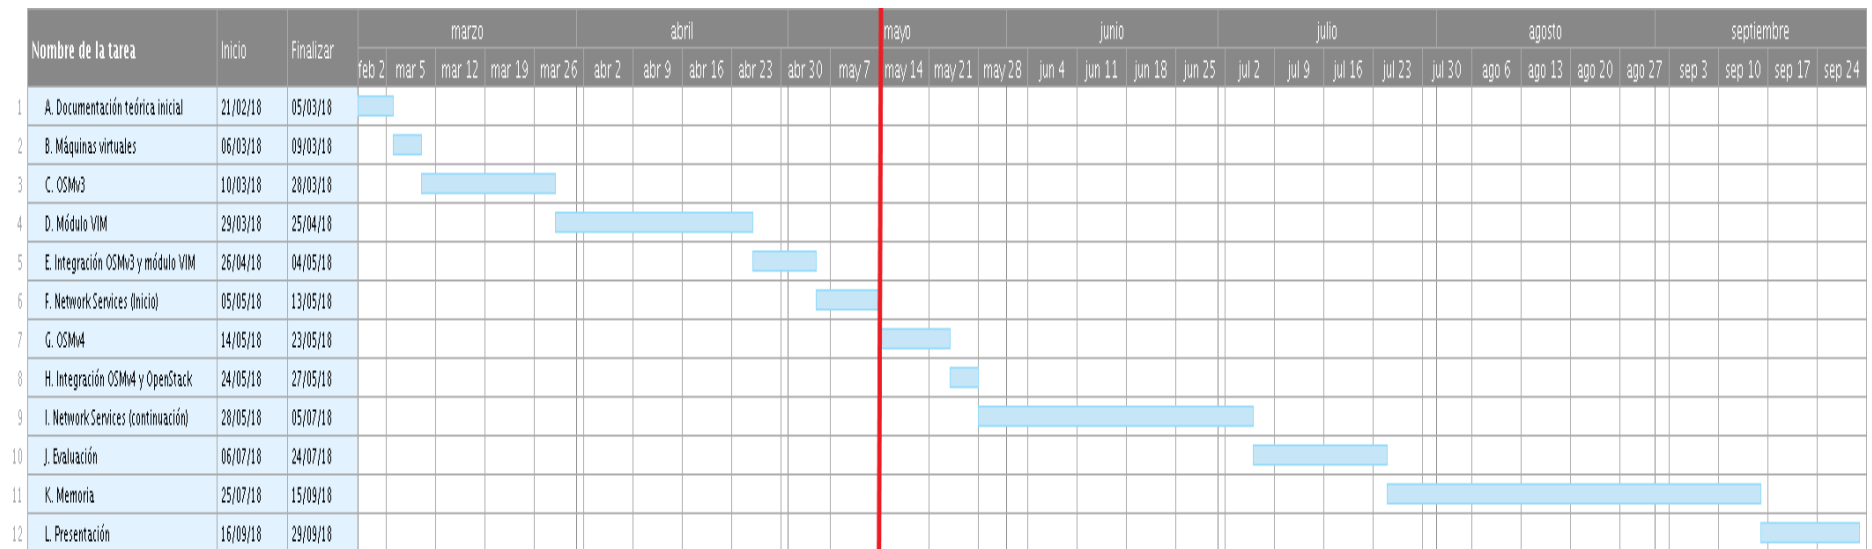 Nombre de la tarea Inicio Finalizar marzo abril mayo junio julio agosto septiembre
feb 2 mar 5 mar 12 mar 19 mar 26 abr 2 abr 9 abr 16 abr 23 abr 30 may 7 may 14 may 21 may 28 jun 4 jun 11 jun 18 jun 25 jul 2 jul 9 jul 16 jul 23 jul 30 ago 6 ago 13 ago 20 ago 27 sep 3 sep 10 sep 17 sep 24
1 A. Documentación teórica inicial 21/02/18 05/03/18
2 B. Máquinas virtuales 06/03/18 09/03/18
3 C. OSMv3 10/03/18 28/03/18
4 D. Módulo VIM 29/03/18 25/04/18
5 E. Integración OSMv3 y módulo VIM 26/04/18 04/05/18
6 F. Network Services (Inicio) 05/05/18 13/05/18
7 G. OSMv4 14/05/18 23/05/18
8 H. Integración OSMv4 y OpenStack 24/05/18 27/05/18
9 I. Network Services (continuación) 28/05/18 05/07/18
10 J. Evaluación 06/07/18 24/07/18
11 K. Memoria 25/07/18 15/09/18
12 L. Presentación 16/09/18 29/09/18